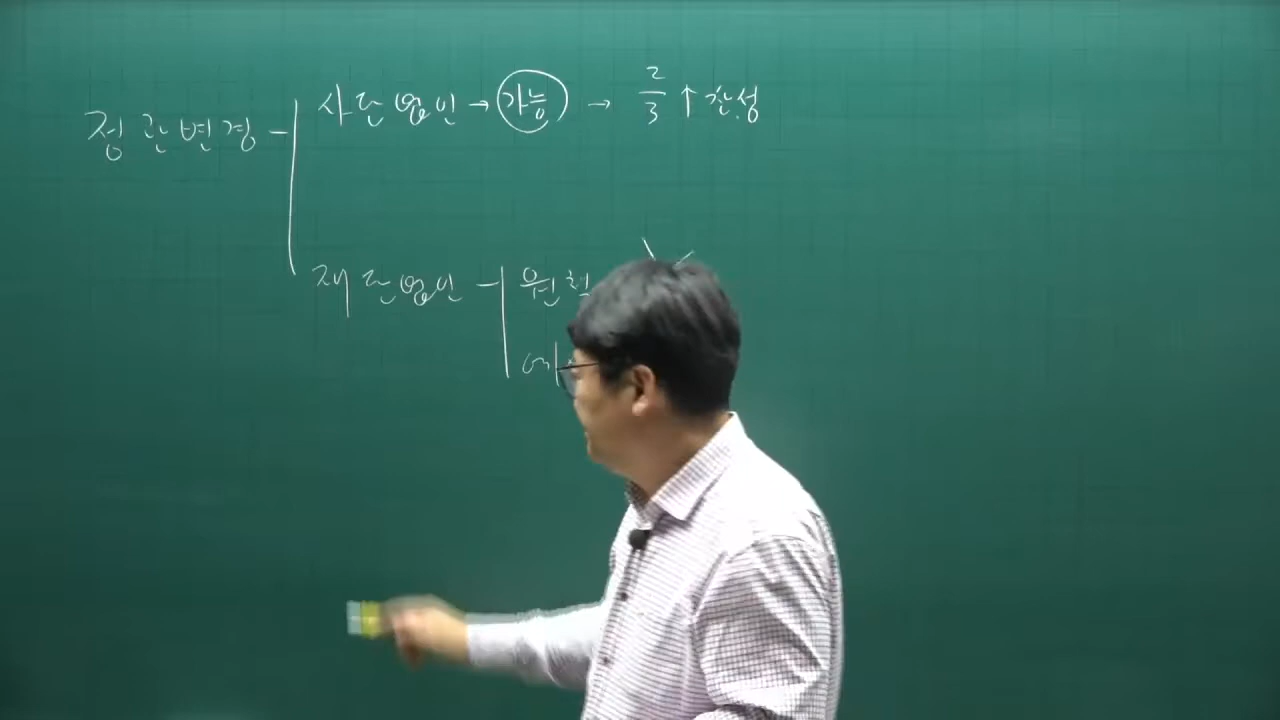 정관변경 사단법인 → 가능 → 2/3 ↑ 찬성
재단법인 원칙